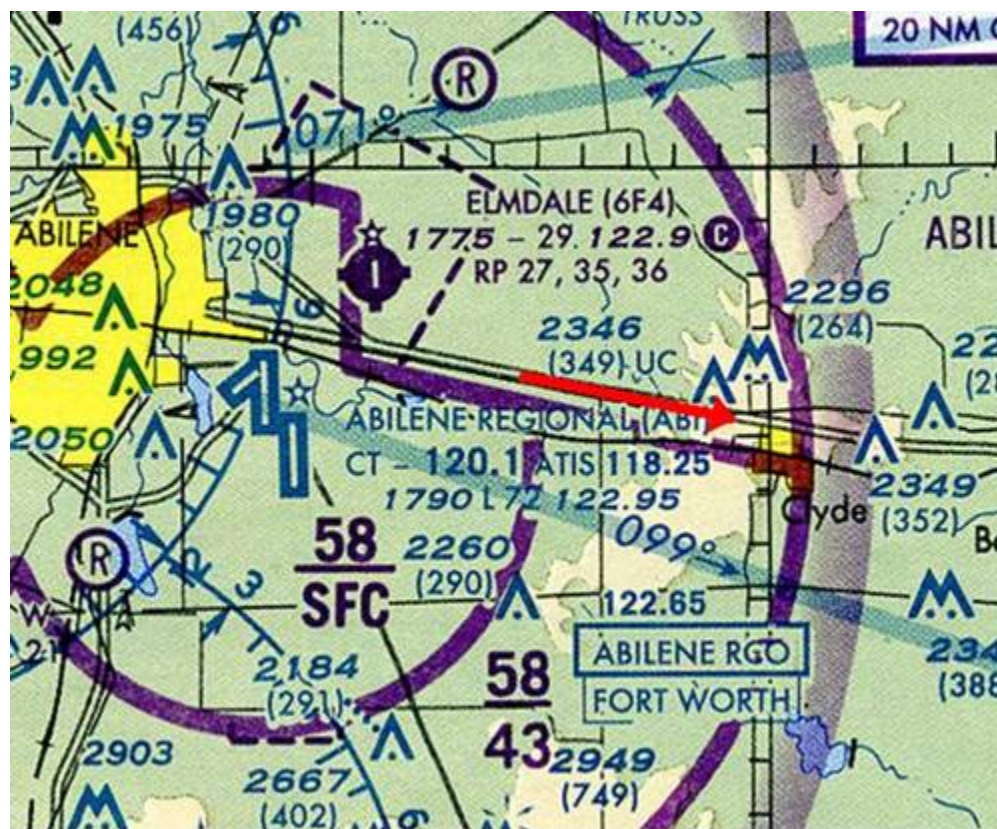 (456)
TRUSS
20 NM
R
1975
071°
ELMDALE (6F4)
1980
(290)
ABILENE
1775 – 29 122.9 C
RP 27, 35, 36
ABIL
2048
2296
(264)
2346
(349) UC
992
ABILENE REGIONAL (ABI)
2050
CT – 120.1 ATIS 118.25
1790 L 72 122.95
Clyde
2349
(352)
58
SFC
2260
(290)
099°
R
122.65
ABILENE RCO
FORT WORTH
234
(388
2184
(291)
58
43
2903
2667
(402)
2949
(749)